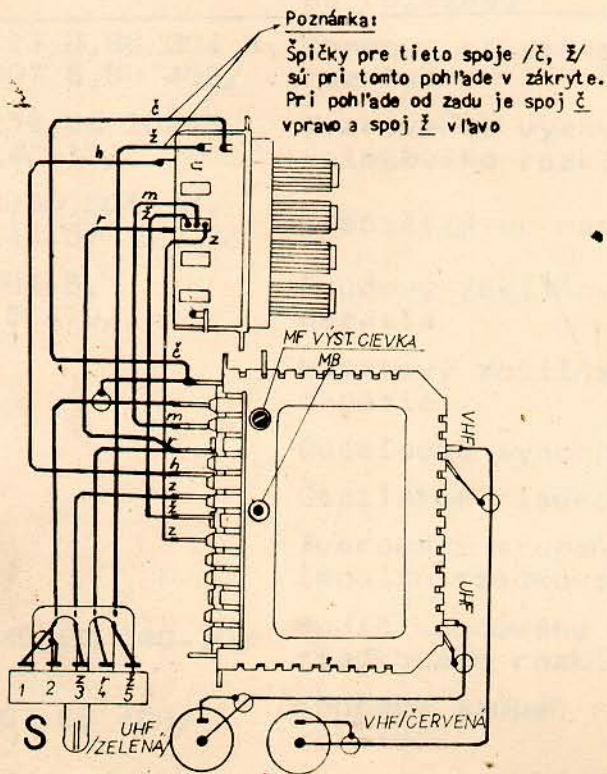 Poznámka:
Špičky pre tieto spoje /č, ž/
sú pri tomto pohľade v zákryte.
Pri pohľade od zadu je spoj č
vpravo a spoj ž vľavo
č
ž
h
m
ž
r
z
MF VÝST. CIEVKA
MB
č
m
r
h
z
ž
z
VHF
UHF
1 2 3 4 5
z r ž
S
UHF
/ZELENÁ/
VHF/ČERVENÁ